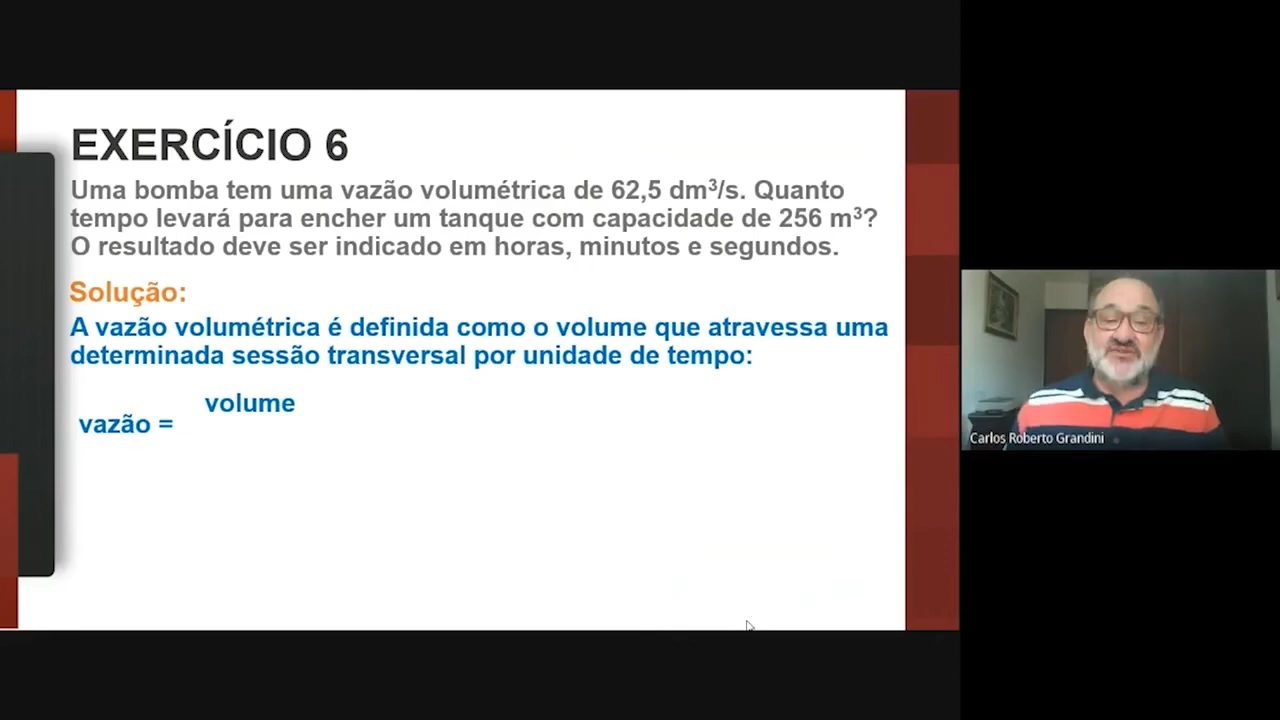 EXERCÍCIO 6
Uma bomba tem uma vazão volumétrica de 62,5 dm³/s. Quanto
tempo levará para encher um tanque com capacidade de 256 m³?
O resultado deve ser indicado em horas, minutos e segundos.
Solução:
A vazão volumétrica é definida como o volume que atravessa uma
determinada sessão transversal por unidade de tempo:
volume
vazão =
Carlos Roberto Grandini